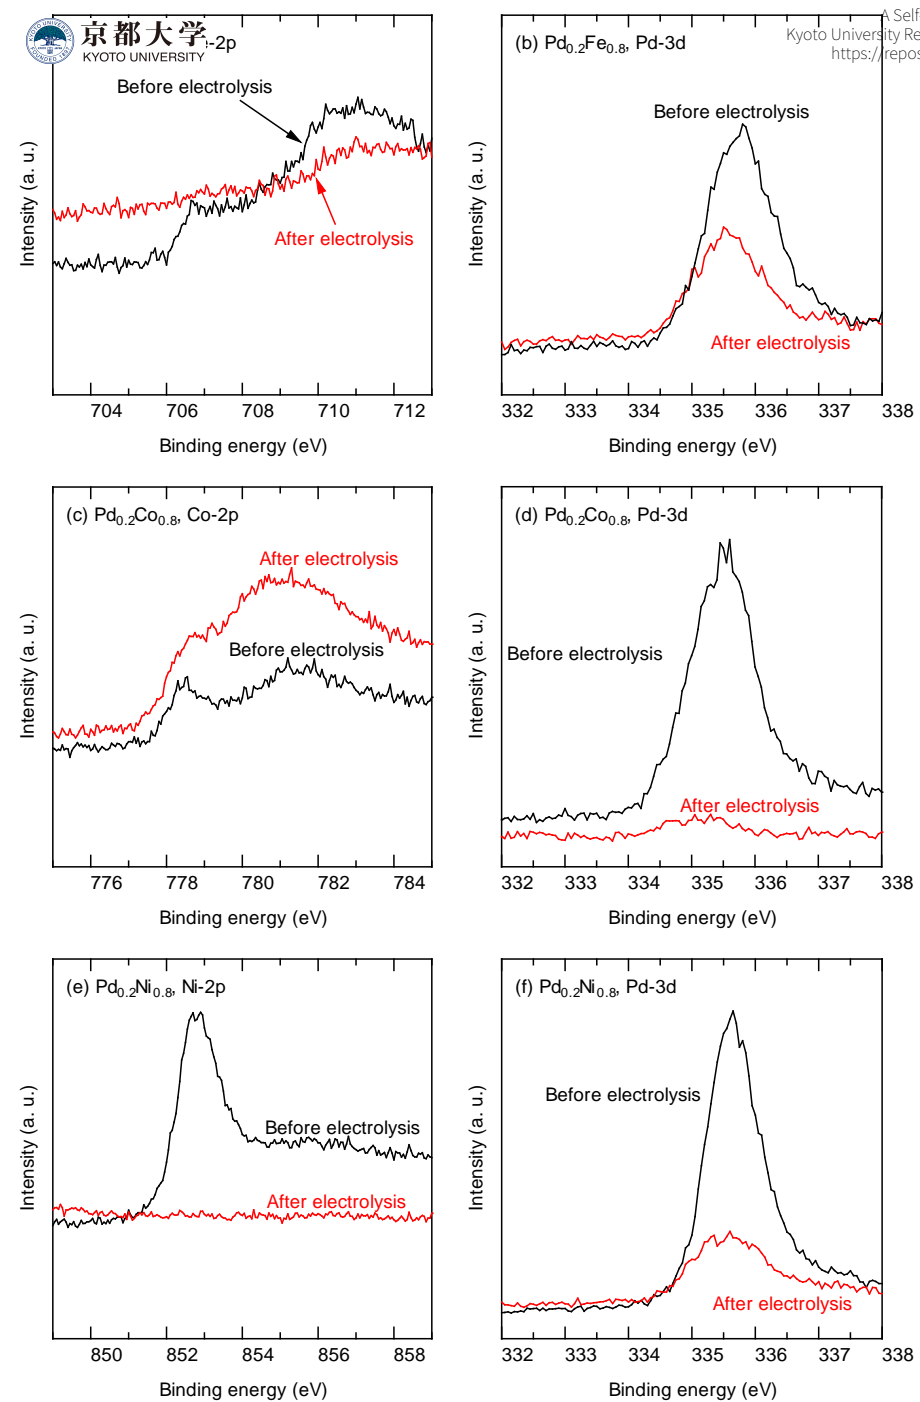 京都大学
KYOTO UNIVERSITY
e-2p
Before electrolysis
After electrolysis
Intensity (a. u.)
704 706 708 710 712
Binding energy (eV)
A Self
Kyoto University Re
https://repos
(b) Pd0.2Fe0.8, Pd-3d
Before electrolysis
After electrolysis
Intensity (a. u.)
332 333 334 335 336 337 338
Binding energy (eV)
(c) Pd0.2Co0.8, Co-2p
After electrolysis
Before electrolysis
Intensity (a. u.)
776 778 780 782 784
Binding energy (eV)
(d) Pd0.2Co0.8, Pd-3d
Before electrolysis
After electrolysis
Intensity (a. u.)
332 333 334 335 336 337 338
Binding energy (eV)
(e) Pd0.2Ni0.8, Ni-2p
Before electrolysis
After electrolysis
Intensity (a. u.)
850 852 854 856 858
Binding energy (eV)
(f) Pd0.2Ni0.8, Pd-3d
Before electrolysis
After electrolysis
Intensity (a. u.)
332 333 334 335 336 337 338
Binding energy (eV)